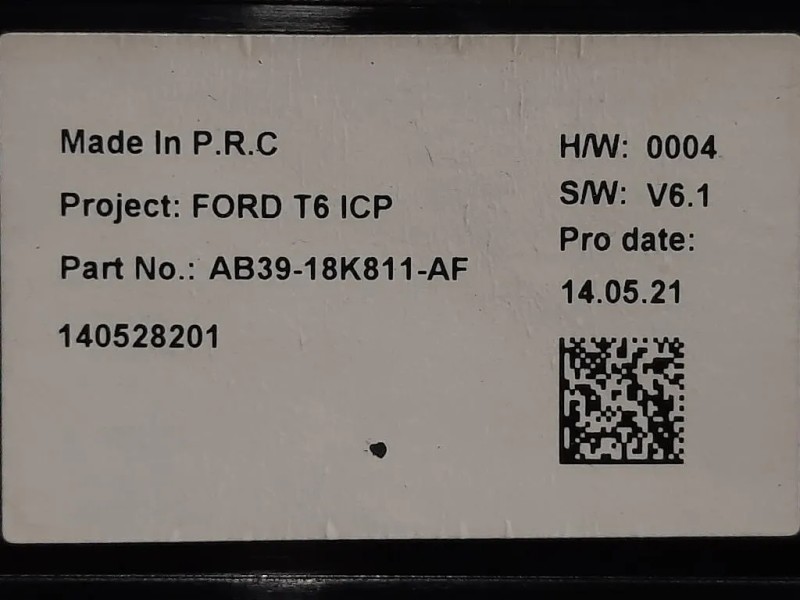 Made In P.R.C
Project: FORD T6 ICP
Part No.: AB39-18K811-AF
140528201
H/W: 0004
S/W: V6.1
Pro date:
14.05.21